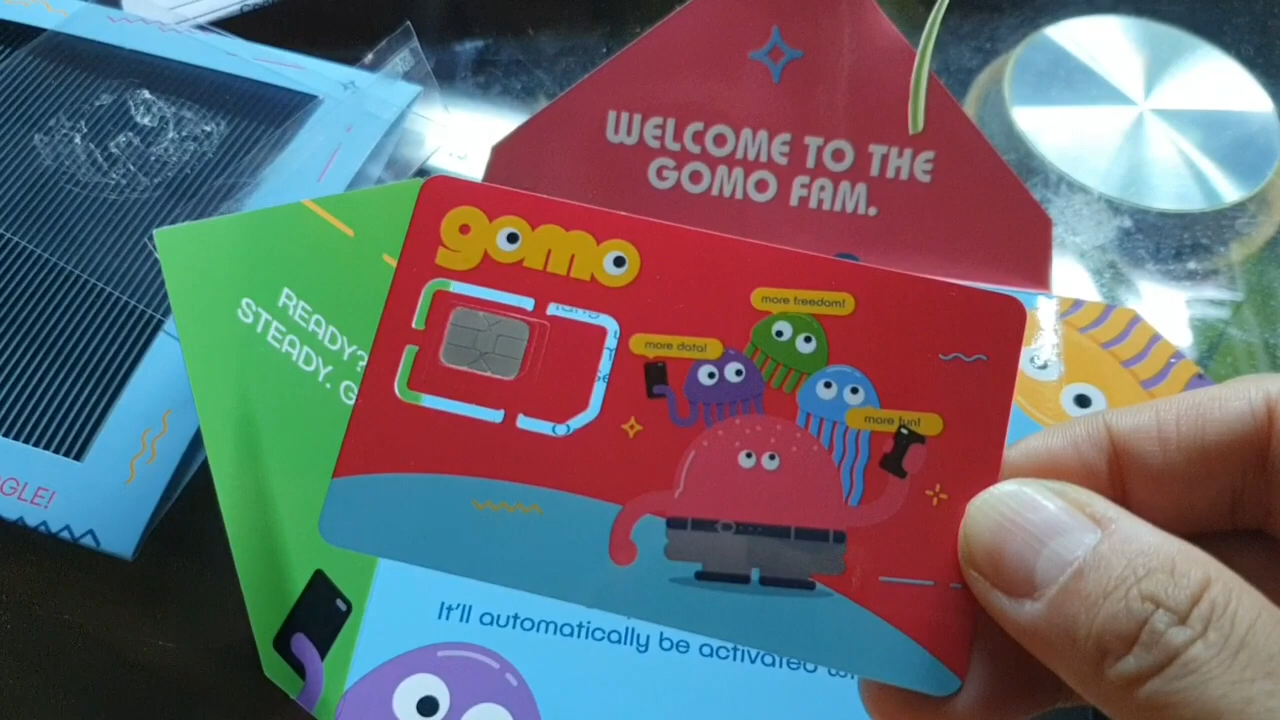 WELCOME TO THE
GOMO FAM.
gomo
more freedom!
more data!
more fun!
READY?
STEADY. G
It'll automatically be activated
GLE!